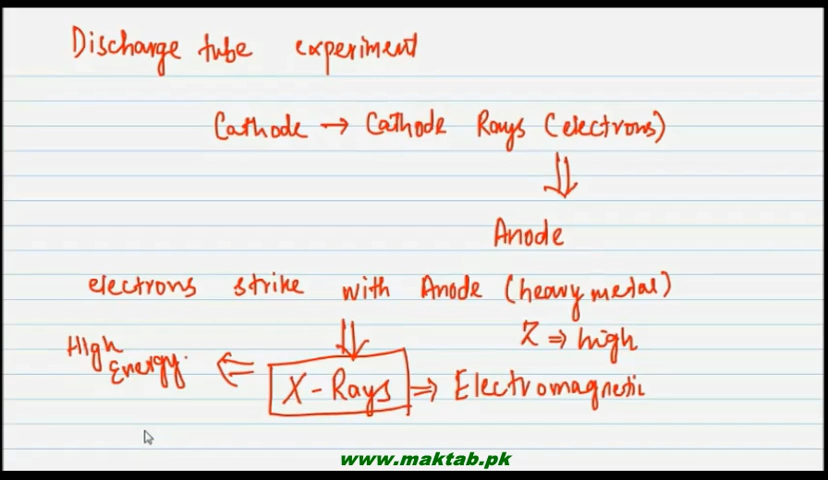 Discharge tube experiment
Cathode → Cathode Rays (electrons)
⇓
Anode
electrons strike with Anode (heavy metal)
⇓ Z ⇒ high
High Energy. ⇐ X-Rays ⇒ Electromagnetic
www.maktab.pk